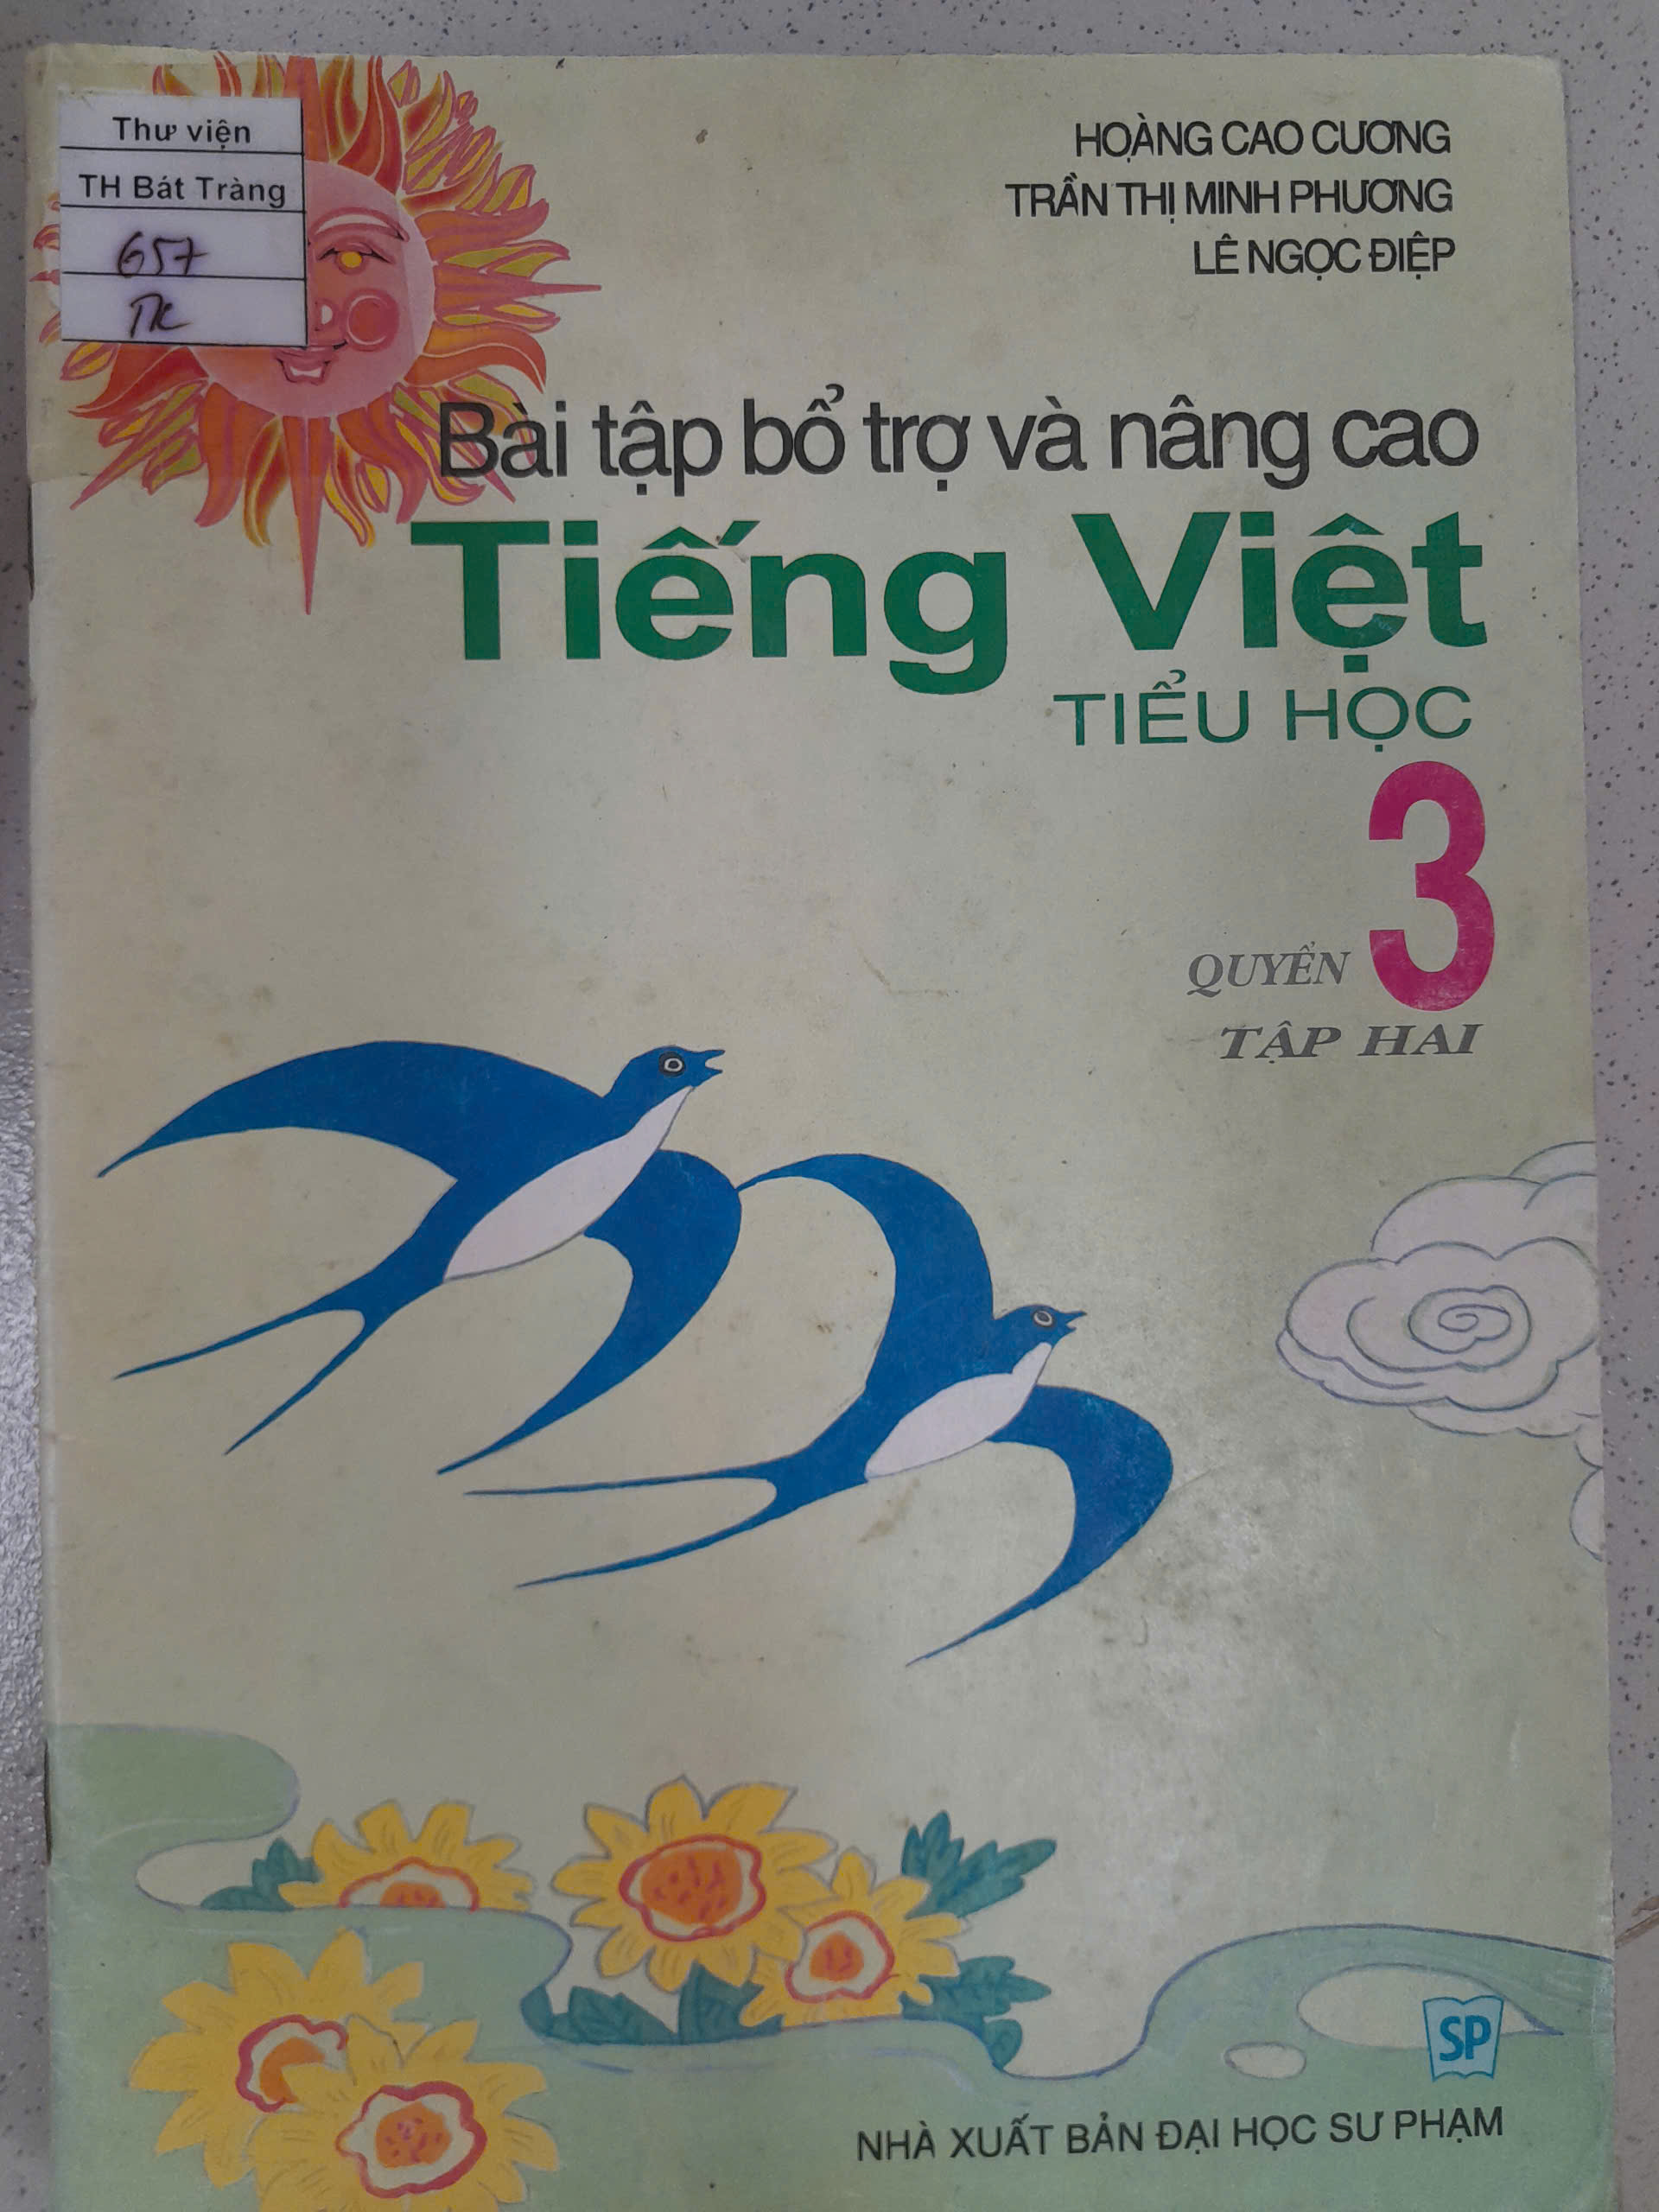 Thư viện
TH Bát Tràng
657
TK
HOÀNG CAO CƯƠNG
TRẦN THỊ MINH PHƯƠNG
LÊ NGỌC ĐIỆP
Bài tập bổ trợ và nâng cao
Tiếng Việt
TIỂU HỌC
QUYỂN 3
TẬP HAI
SP
NHÀ XUẤT BẢN ĐẠI HỌC SƯ PHẠM